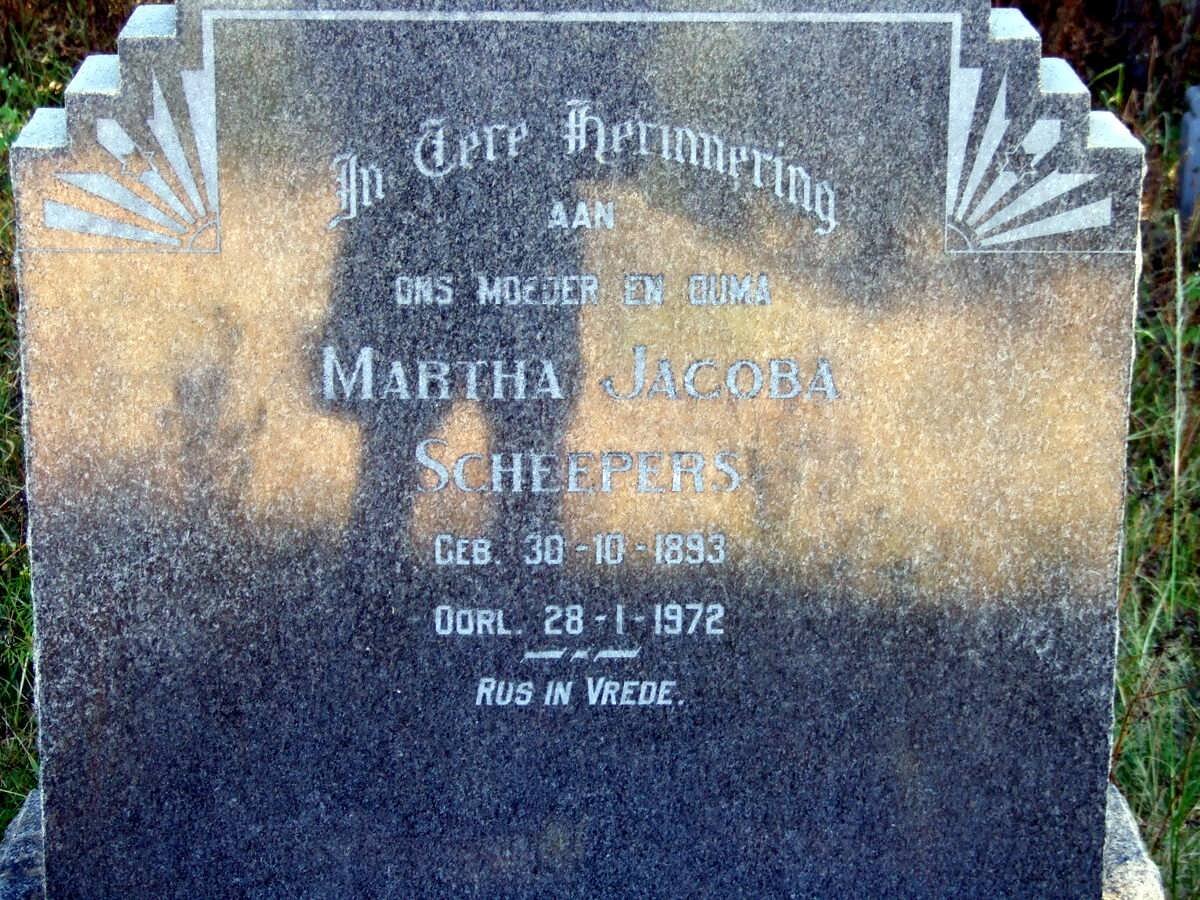 In Tere Herinnering
AAN
ONS MOEDER EN OUMA
MARTHA JACOBA
SCHEEPERS
GEB. 30-10-1893
OORL. 28-1-1972
RUS IN VREDE.